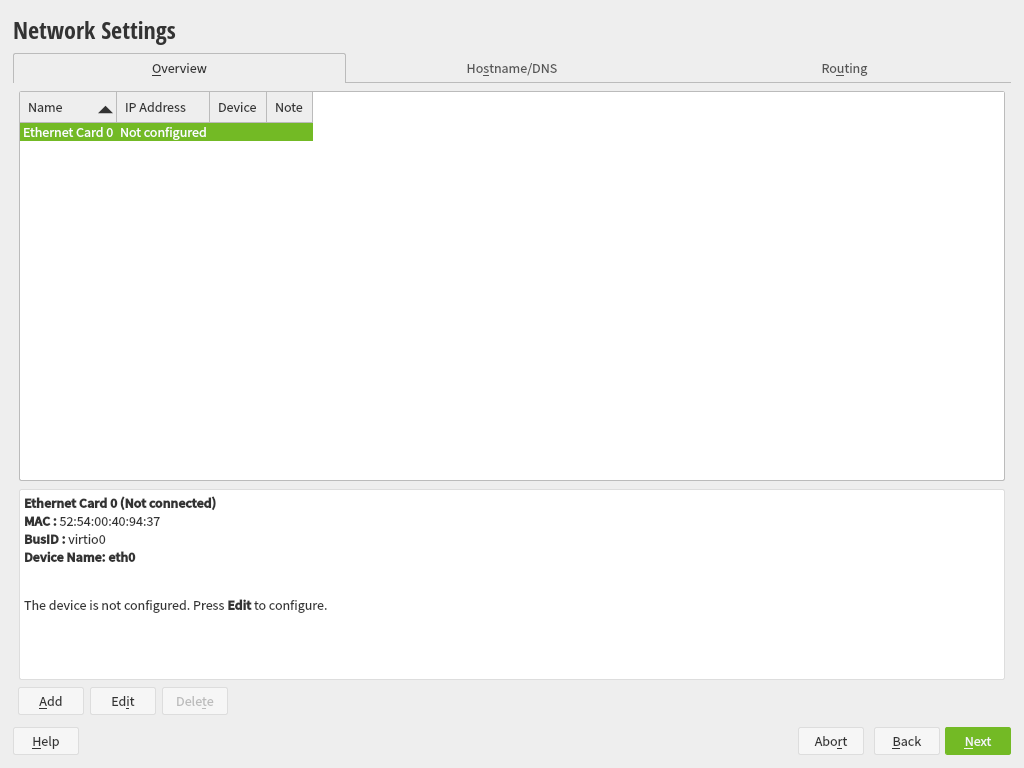 Network Settings
Overview Hostname/DNS Routing
Name IP Address Device Note
Ethernet Card 0 Not configured
Ethernet Card 0 (Not connected)
MAC : 52:54:00:40:94:37
BusID : virtio0
Device Name: eth0
The device is not configured. Press Edit to configure.
Add Edit Delete
Help Abort Back Next